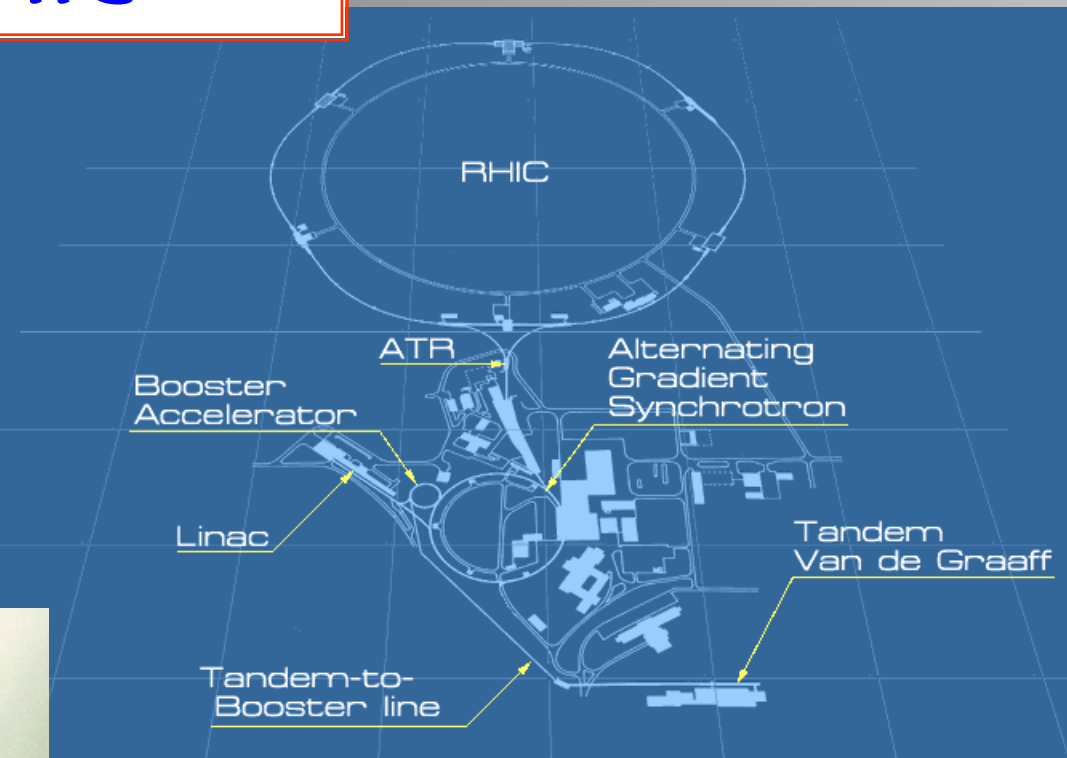 RHIC
ATR
Alternating
Gradient
Synchrotron
Booster
Accelerator
Linac
Tandem
Van de Graaff
Tandem-to-
Booster line